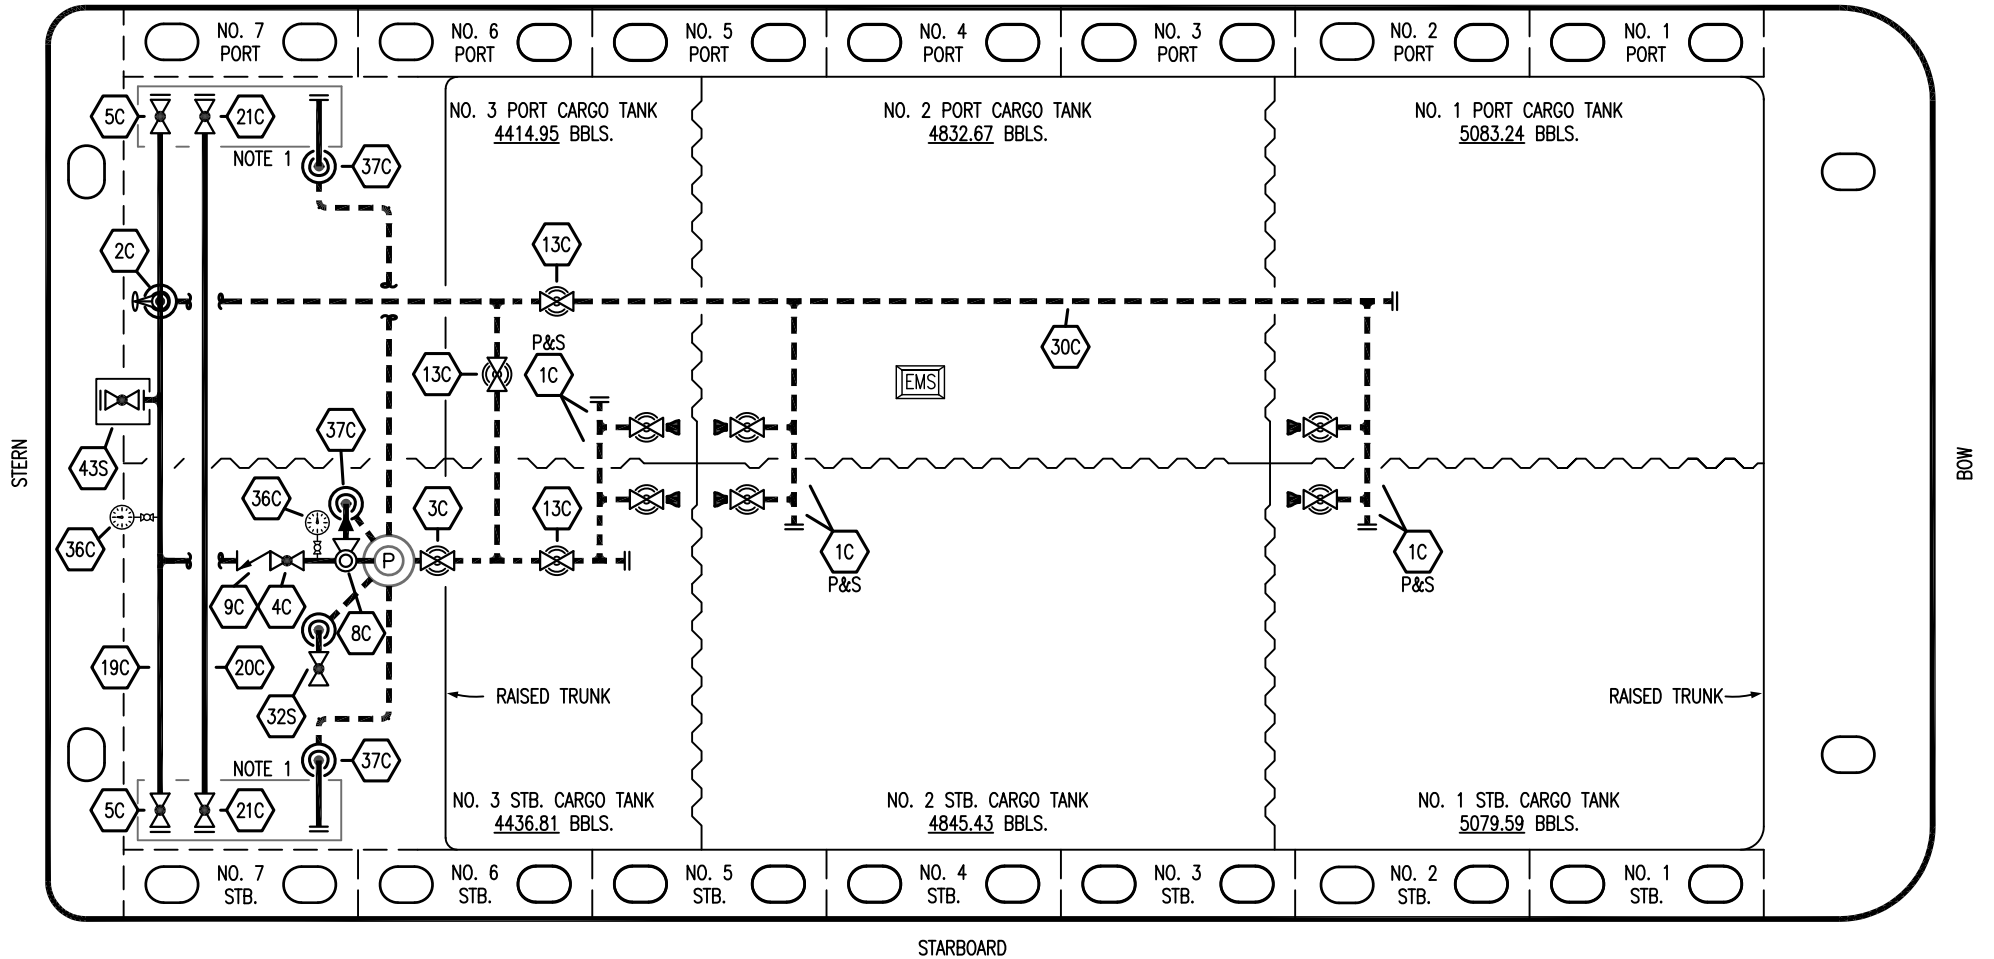 NO. 7
PORT
NO. 6
PORT
NO. 5
PORT
NO. 4
PORT
NO. 3
PORT
NO. 2
PORT
NO. 1
PORT
5C
21C
NOTE 1
37C
NO. 3 PORT CARGO TANK
4414.95 BBLS.
NO. 2 PORT CARGO TANK
4832.67 BBLS.
NO. 1 PORT CARGO TANK
5083.24 BBLS.
2C
13C
30C
P&S
1C
13C
EMS
37C
STERN
BOW
43S
36C
3C
13C
36C
1C
P&S
1C
P&S
P
9C
4C
8C
19C
20C
32S
RAISED TRUNK
RAISED TRUNK
37C
NOTE 1
5C
21C
NO. 3 STB. CARGO TANK
4436.81 BBLS.
NO. 2 STB. CARGO TANK
4845.43 BBLS.
NO. 1 STB. CARGO TANK
5079.59 BBLS.
NO. 7
STB.
NO. 6
STB.
NO. 5
STB.
NO. 4
STB.
NO. 3
STB.
NO. 2
STB.
NO. 1
STB.
STARBOARD